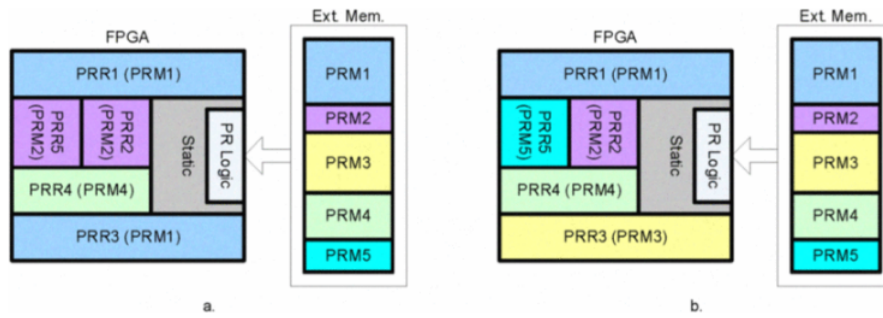 Ext. Mem.
FPGA
PRR1 (PRM1)
PRR5
(PRM2)
PRR2
(PRM2)
Static
PR Logic
PRR4 (PRM4)
PRR3 (PRM1)
PRM1
PRM2
PRM3
PRM4
PRM5
a.
Ext. Mem.
FPGA
PRR1 (PRM1)
PRR5
(PRM5)
PRR2
(PRM2)
Static
PR Logic
PRR4 (PRM4)
PRR3 (PRM3)
PRM1
PRM2
PRM3
PRM4
PRM5
b.